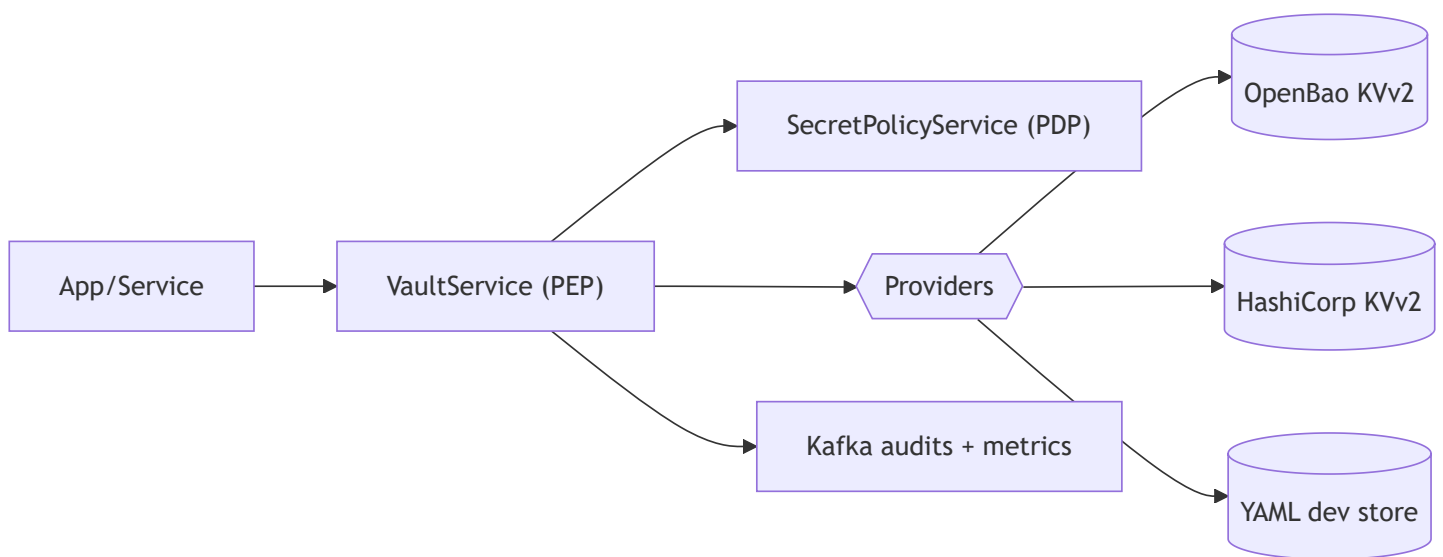 App/Service
VaultService (PEP)
SecretPolicyService (PDP)
Providers
Kafka audits + metrics
OpenBao KVv2
HashiCorp KVv2
YAML dev store